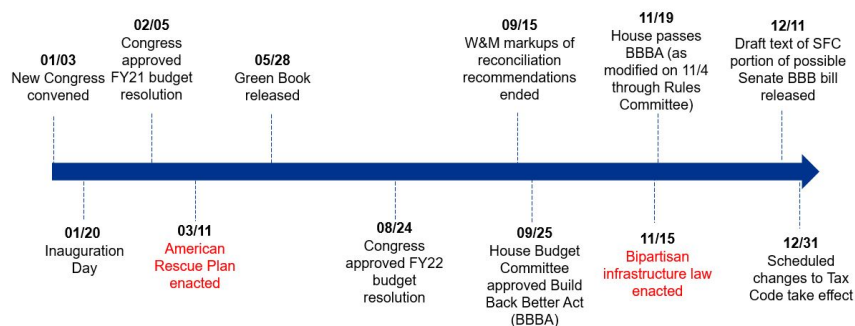 01/03
New Congress
convened
02/05
Congress
approved
FY21 budget
resolution
05/28
Green Book
released
09/15
W&M markups of
reconciliation
recommendations
ended
11/19
House passes
BBBA (as
modified on 11/4
through Rules
Committee)
12/11
Draft text of SFC
portion of possible
Senate BBB bill
released
01/20
Inauguration
Day
03/11
American
Rescue Plan
enacted
08/24
Congress
approved FY22
budget
resolution
09/25
House Budget
Committee
approved Build
Back Better Act
(BBBA)
11/15
Bipartisan
infrastructure law
enacted
12/31
Scheduled
changes to Tax
Code take effect